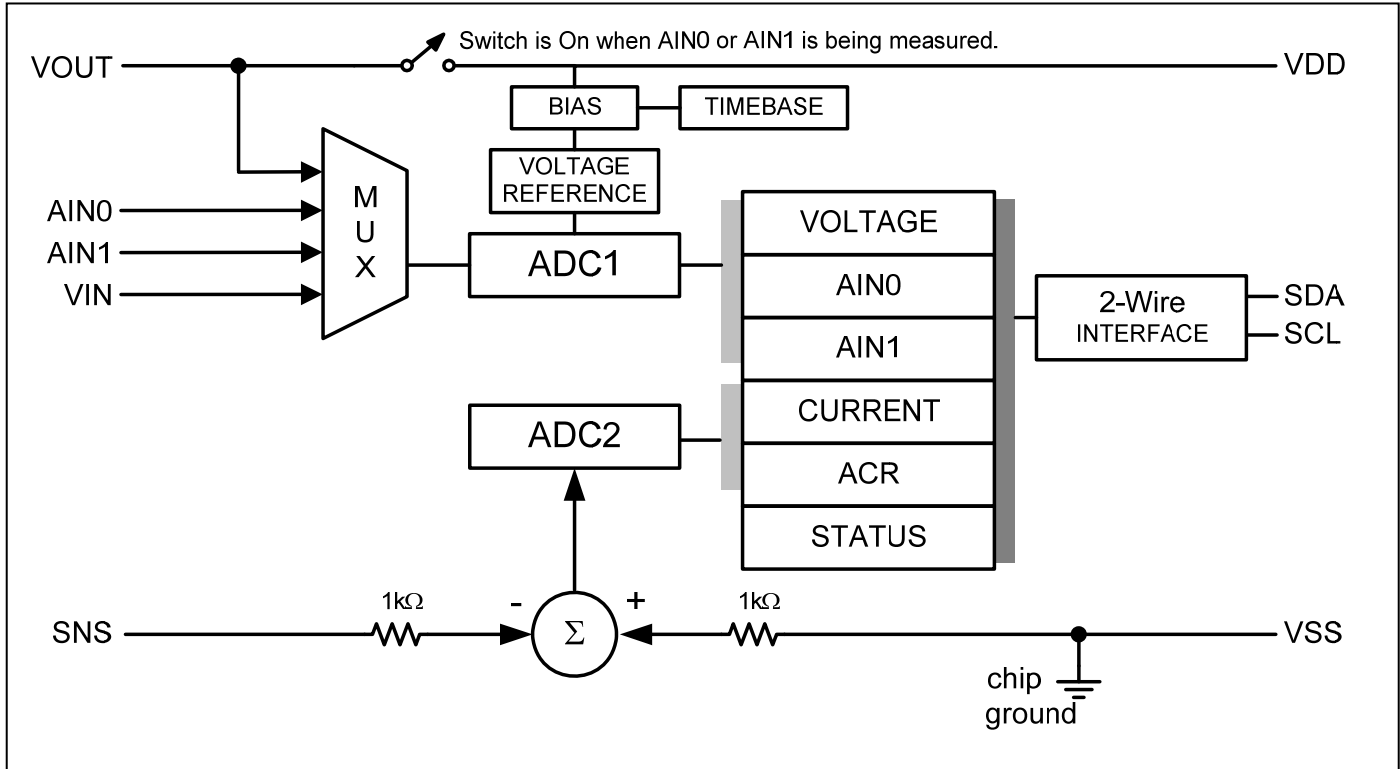 Switch is On when AIN0 or AIN1 is being measured.
VOUT
VDD
BIAS
TIMEBASE
VOLTAGE
REFERENCE
M
U
X
AIN0
AIN1
VIN
ADC1
VOLTAGE
AIN0
AIN1
CURRENT
ACR
STATUS
2-Wire
INTERFACE
SDA
SCL
ADC2
1kΩ
-
+
1kΩ
SNS
Σ
VSS
chip
ground